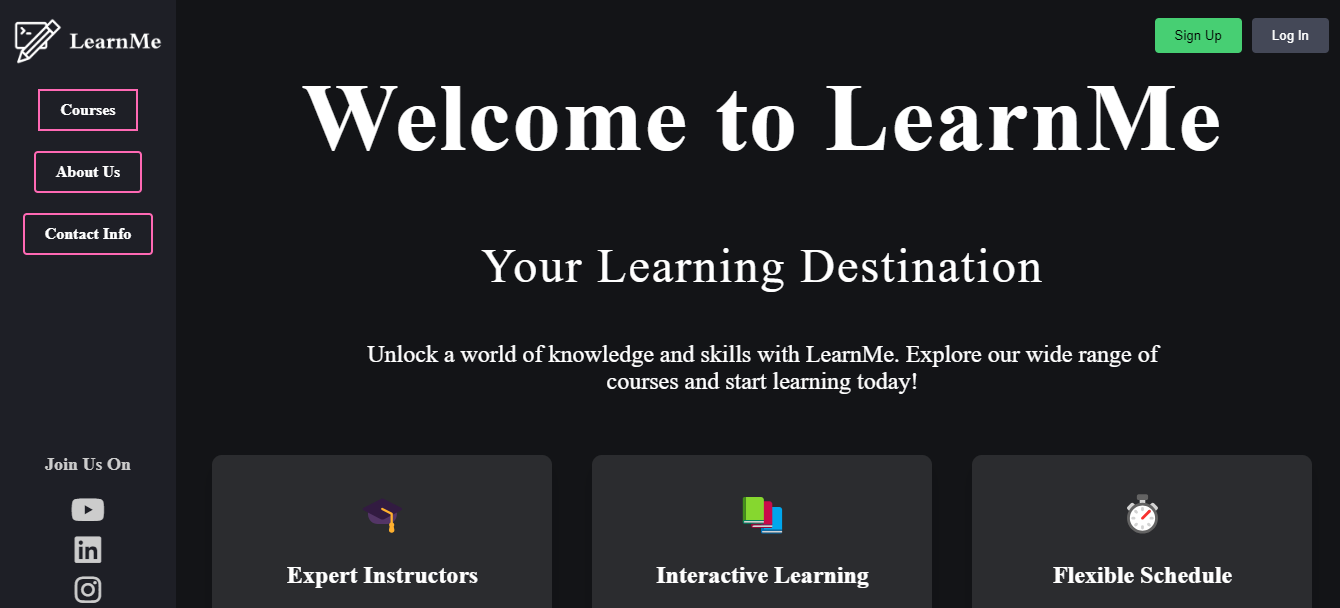 LearnMe
Courses
About Us
Contact Info
Join Us On
Sign Up
Log In
Welcome to LearnMe
Your Learning Destination
Unlock a world of knowledge and skills with LearnMe. Explore our wide range of
courses and start learning today!
Expert Instructors
Interactive Learning
Flexible Schedule